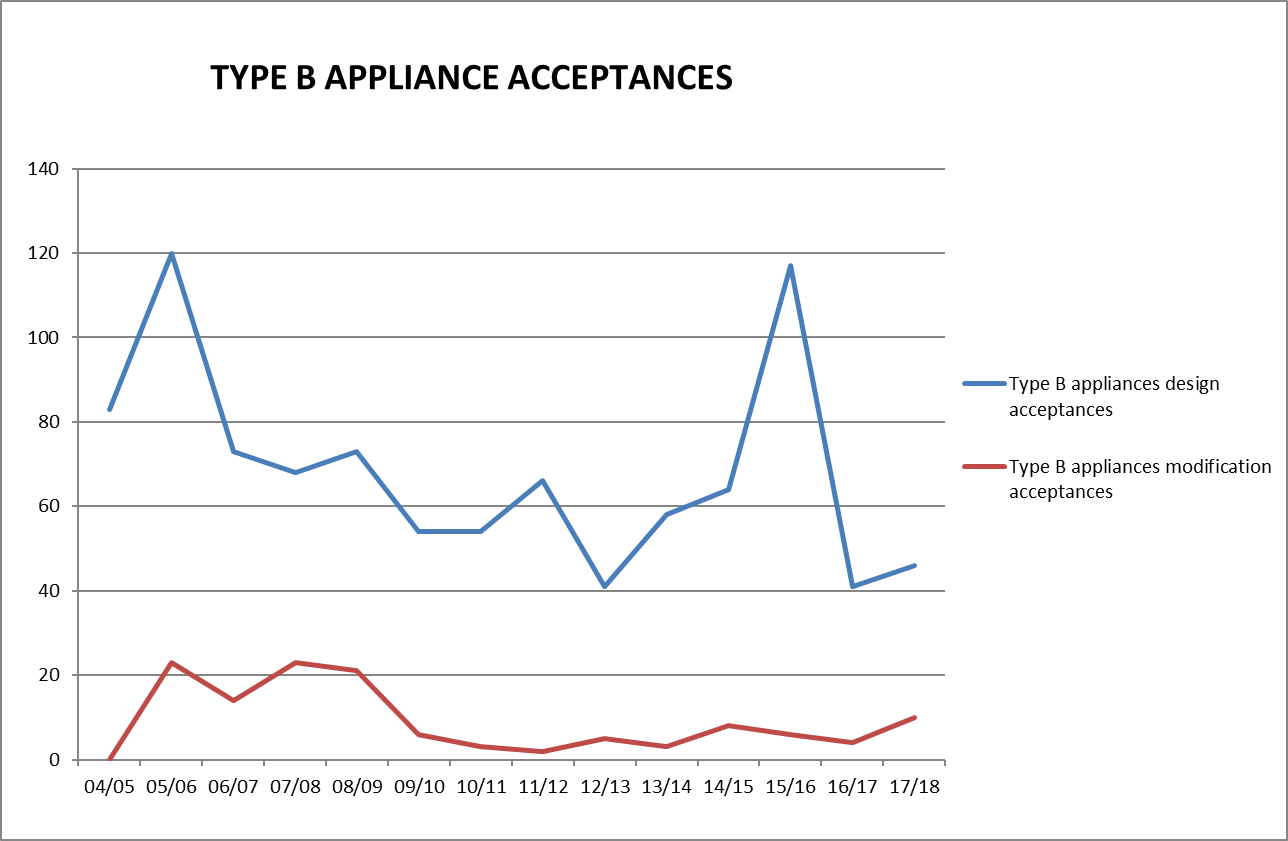 TYPE B APPLIANCE ACCEPTANCES
140
120
100
80
60
40
20
0
04/05 05/06 06/07 07/08 08/09 09/10 10/11 11/12 12/13 13/14 14/15 15/16 16/17 17/18
Type B appliances design
acceptances
Type B appliances modification
acceptances